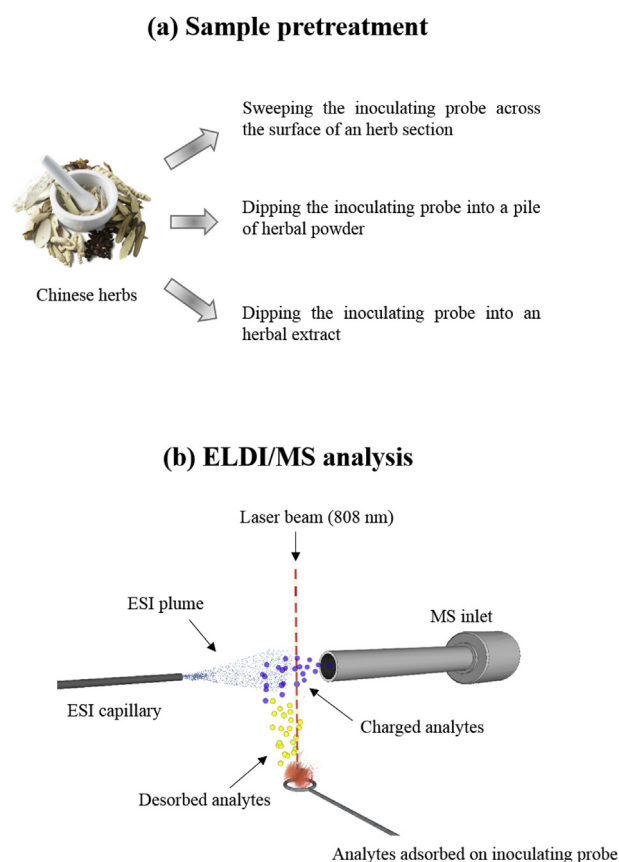 (a) Sample pretreatment
Sweeping the inoculating probe across
the surface of an herb section
Dipping the inoculating probe into a pile
of herbal powder
Chinese herbs
Dipping the inoculating probe into an
herbal extract
(b) ELDI/MS analysis
Laser beam (808 nm)
ESI plume
MS inlet
ESI capillary
Charged analytes
Desorbed analytes
Analytes adsorbed on inoculating probe